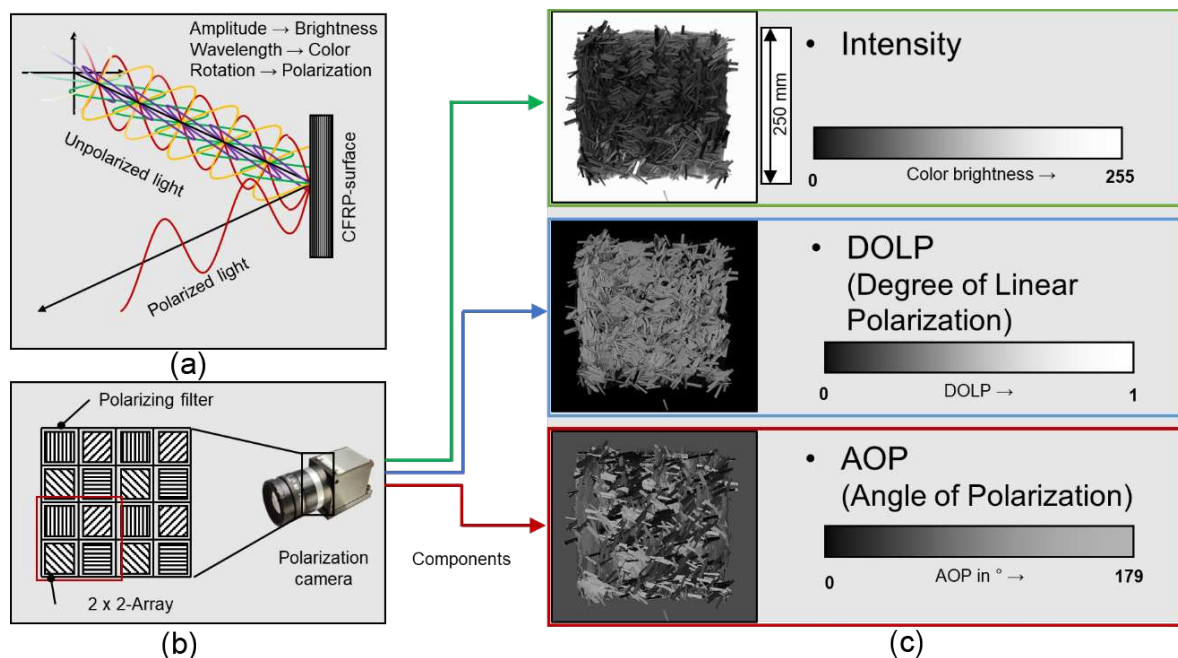 Amplitude → Brightness
Wavelength → Color
Rotation → Polarization
Unpolarized light
CFRP-surface
Polarized light
(a)
Polarizing filter
Polarization
camera
2 x 2-Array
(b)
Components
250 mm
• Intensity
0 Color brightness → 255
• DOLP
(Degree of Linear
Polarization)
0 DOLP → 1
• AOP
(Angle of Polarization)
0 AOP in ° → 179
(c)